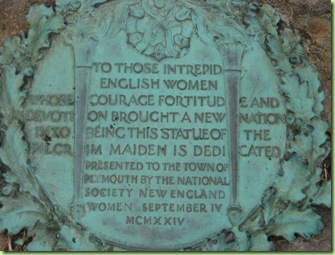 TO THOSE INTREPID
ENGLISH WOMEN
WHOSE COURAGE FORTITUDE AND
DEVOTION BROUGHT A NEW NATION
INTO BEING THIS STATUE OF THE
PILGRIM MAIDEN IS DEDICATED
PRESENTED TO THE TOWN OF
PLYMOUTH BY THE NATIONAL
SOCIETY NEW ENGLAND
WOMEN SEPTEMBER IV
MCMXXIV